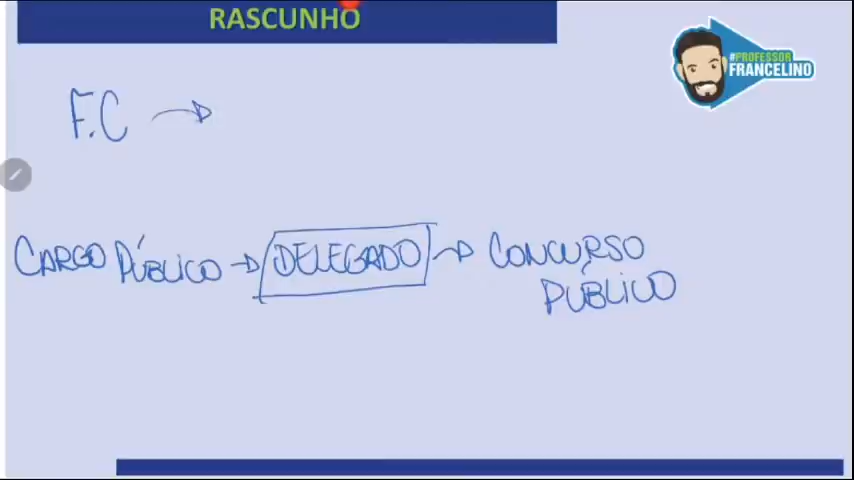 RASCUNHO
#PROFESSOR
FRANCELINO
F.C
CARGO PÚBLICO → DELEGADO → CONCURSO
PÚBLICO